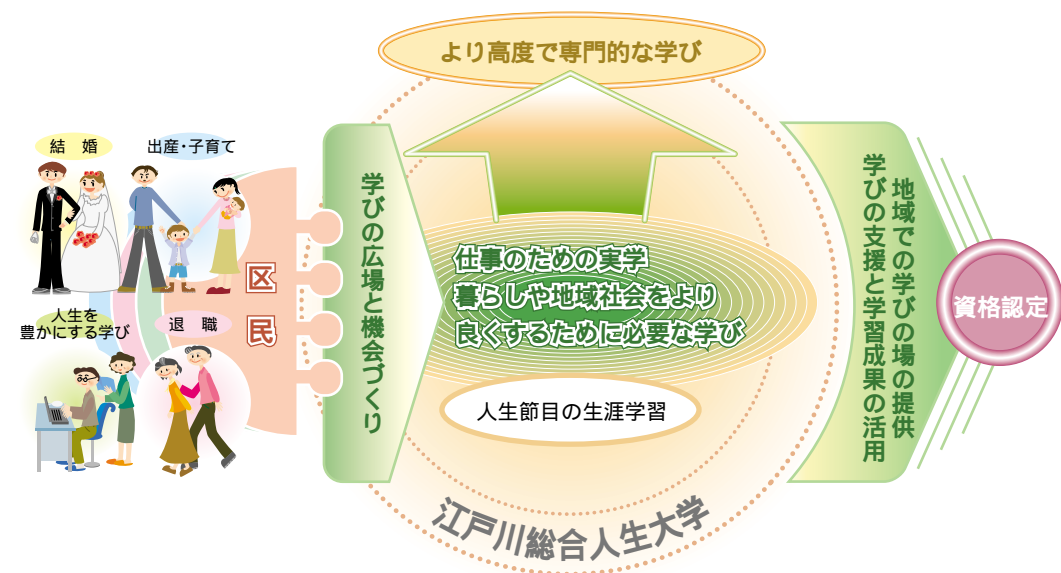 より高度で専門的な学び
結　婚
出産・子育て
人生を
豊かにする学び
退　職
区民
学びの広場と機会づくり
仕事のための実学
暮らしや地域社会をより
良くするために必要な学び
人生節目の生涯学習
江戸川総合人生大学
地域での学びの場の提供
学びの支援と学習成果の活用
資格認定